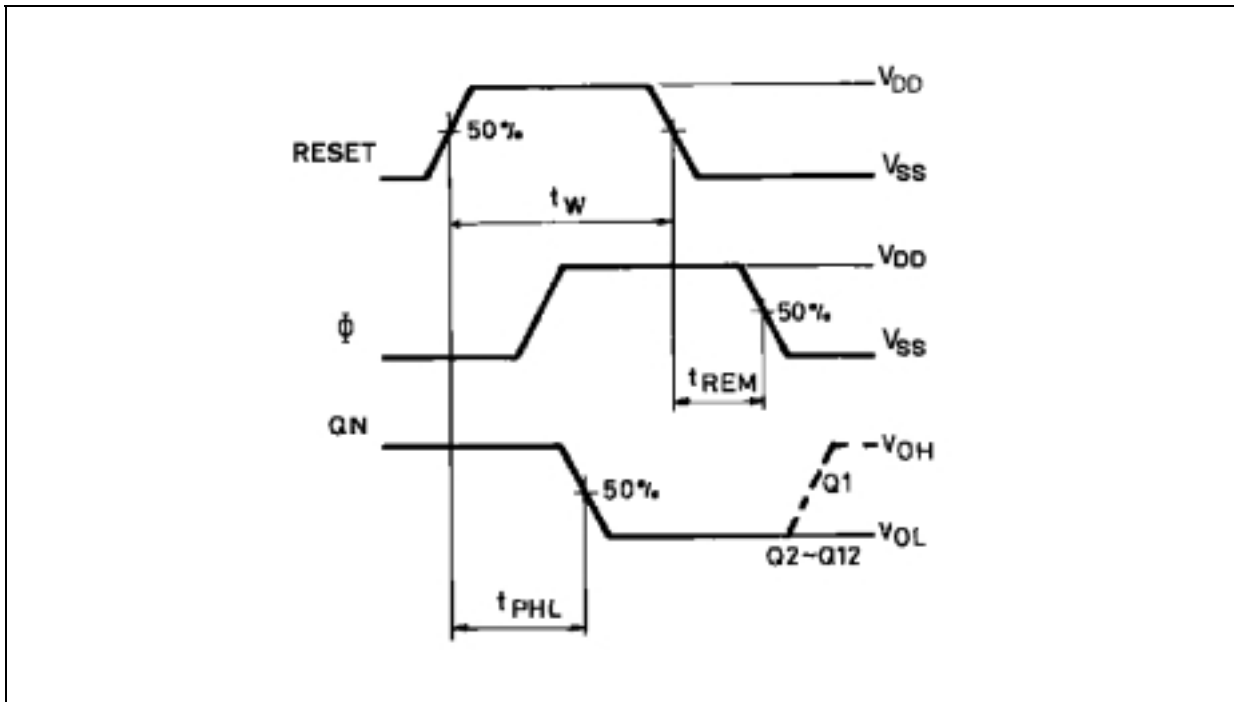 VDD
50%
RESET
VSS
tW
VDD
50%
Φ
VSS
tREM
QN
VOH
Q1
50%
VOL
Q2~Q12
tPHL